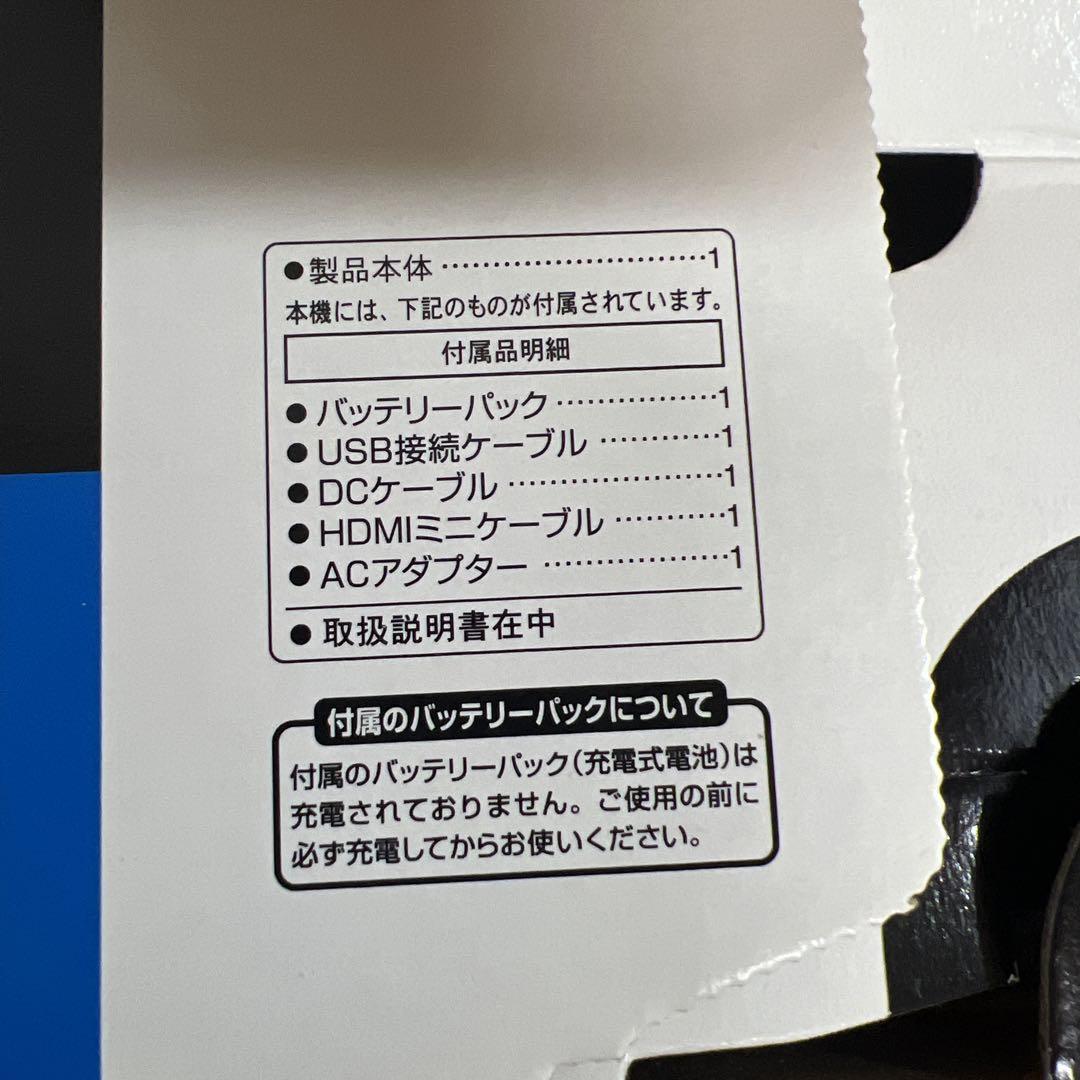 ●製品本体…………………………1
本機には、下記のものが付属されています。
付属品明細
●バッテリーパック………………1
●USB接続ケーブル…………1
●DCケーブル……………………1
●HDMIミニケーブル…………1
●ACアダプター…………………1
●取扱説明書在中
付属のバッテリーパックについて
付属のバッテリーパック(充電式電池)は
充電されておりません。ご使用の前に
必ず充電してからお使いください。